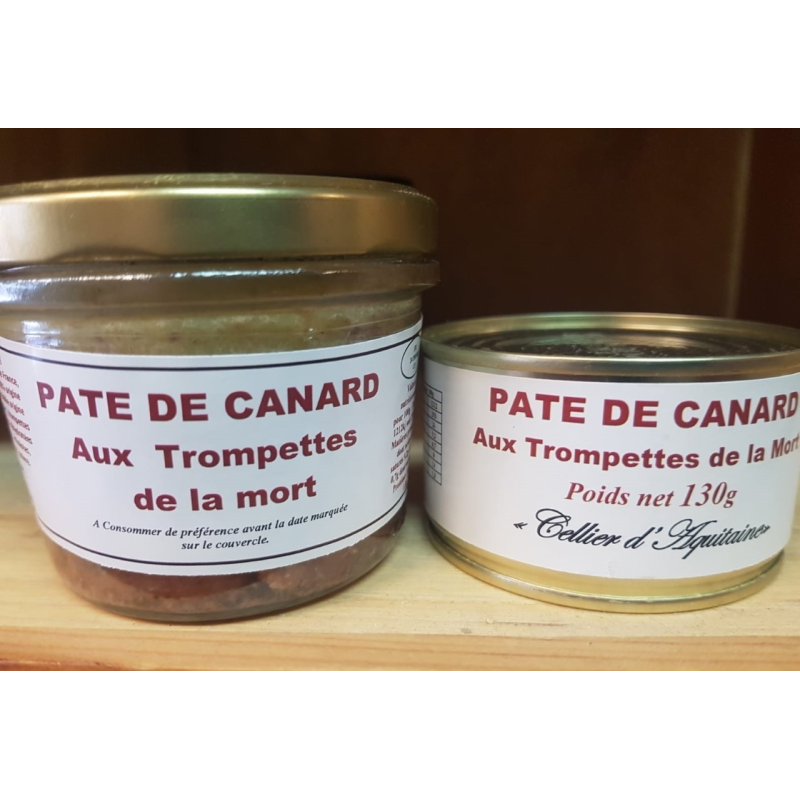 PATE DE CANARD
Aux Trompettes
de la mort
A Consommer de préférence avant la date marquée
sur le couvercle.
PATE DE CANARD
Aux Trompettes de la Mort
Poids net 130g
« Cellier d'Aquitaine»